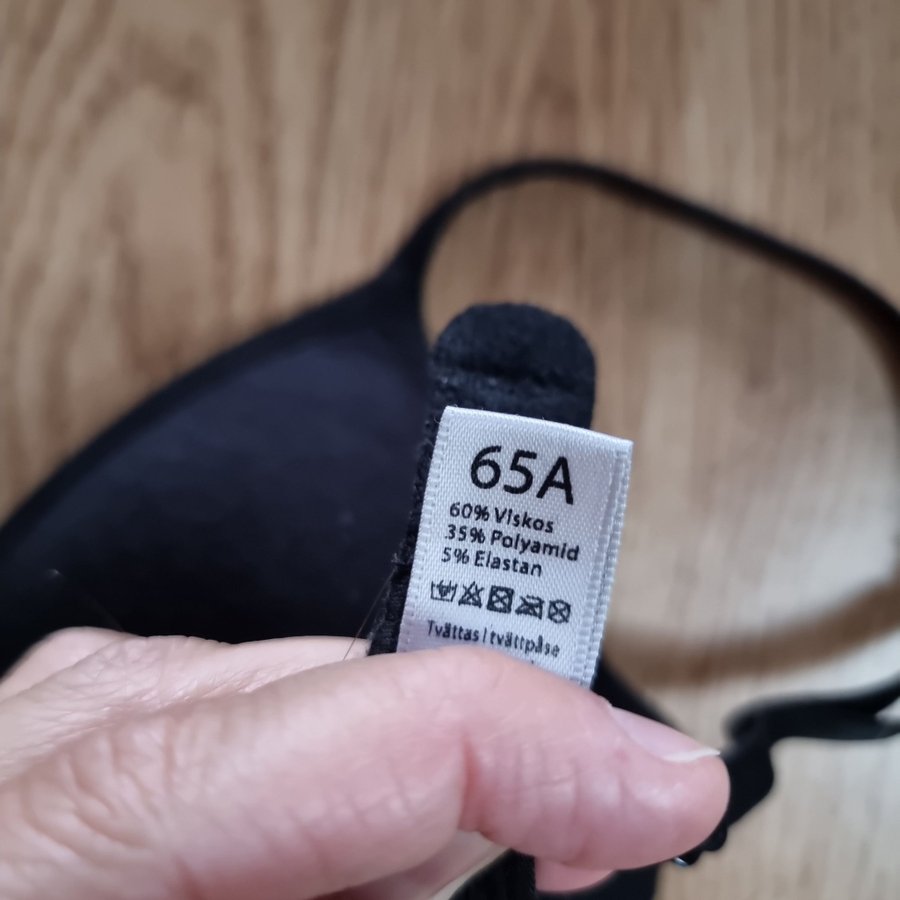 65A
60% Viskos
35% Polyamid
5% Elastan
Tvättas i tvättpåse